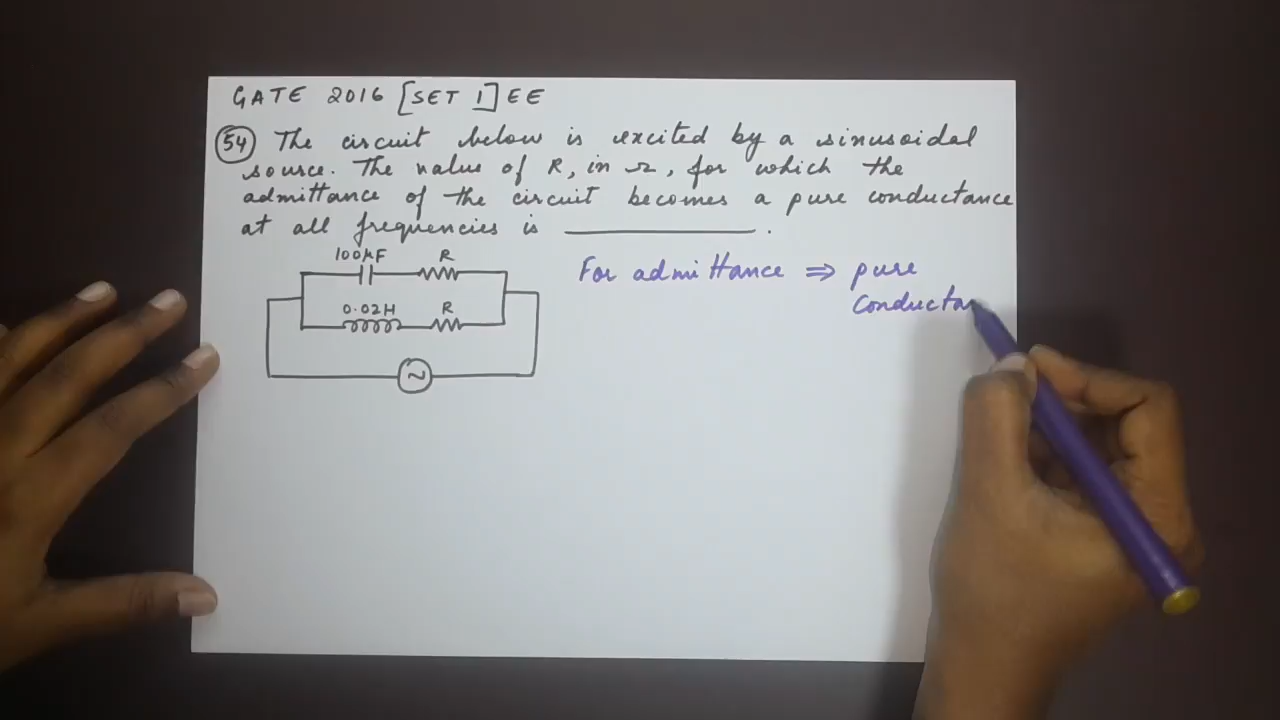 GATE 2016 [SET 1] EE
54 The circuit below is excited by a sinusoidal
source. The value of R, in Ω, for which the
admittance of the circuit becomes a pure conductance
at all frequencies is ________.
100µF R
0.02H R
~
For admittance ⇒ pure
Conducta